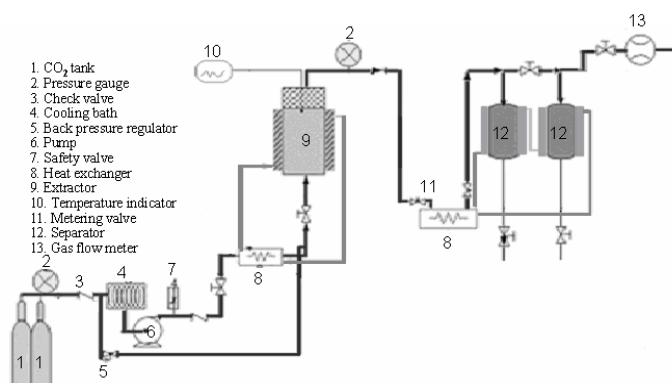 1. CO2 tank
2. Pressure gauge
3. Check valve
4. Cooling bath
5. Back pressure regulator
6. Pump
7. Safety valve
8. Heat exchanger
9. Extractor
10. Temperature indicator
11. Metering valve
12. Separator
13. Gas flow meter
2
13
10
9
12
12
11
8
2
3
4
7
8
6
1
1
5